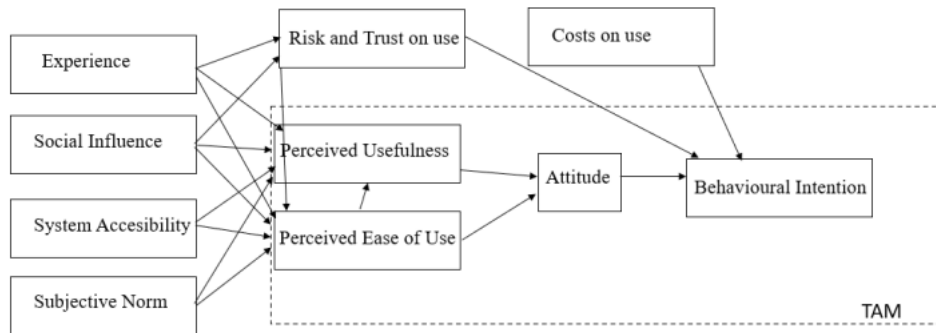 Experience
Social Influence
System Accesibility
Subjective Norm
Risk and Trust on use
Costs on use
Perceived Usefulness
Perceived Ease of Use
Attitude
Behavioural Intention
TAM